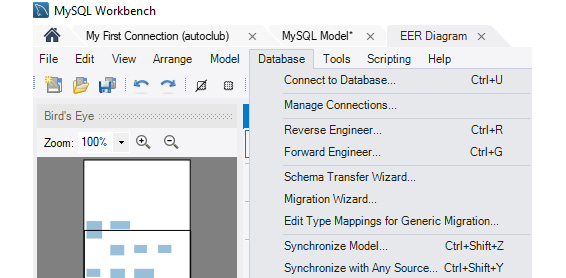 MySQL Workbench
My First Connection (autoclub) × MySQL Model* × EER Diagram ×
File Edit View Arrange Model Database Tools Scripting Help
Connect to Database... Ctrl+U
Manage Connections...
Bird's Eye
Reverse Engineer... Ctrl+R
Zoom: 100%
Forward Engineer... Ctrl+G
Schema Transfer Wizard...
Migration Wizard...
Edit Type Mappings for Generic Migration...
Synchronize Model... Ctrl+Shift+Z
Synchronize with Any Source... Ctrl+Shift+Y